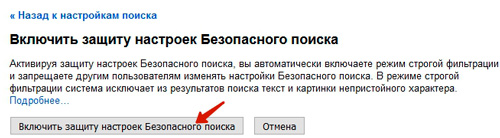 « Назад к настройкам поиска
Включить защиту настроек Безопасного поиска
Активируя защиту настроек Безопасного поиска, вы автоматически включаете режим строгой фильтрации
и запрещаете другим пользователям изменять настройки Безопасного поиска. В режиме строгой
фильтрации система исключает из результатов поиска текст и картинки непристойного характера.
Подробнее...
Включить защиту настроек Безопасного поиска Отмена